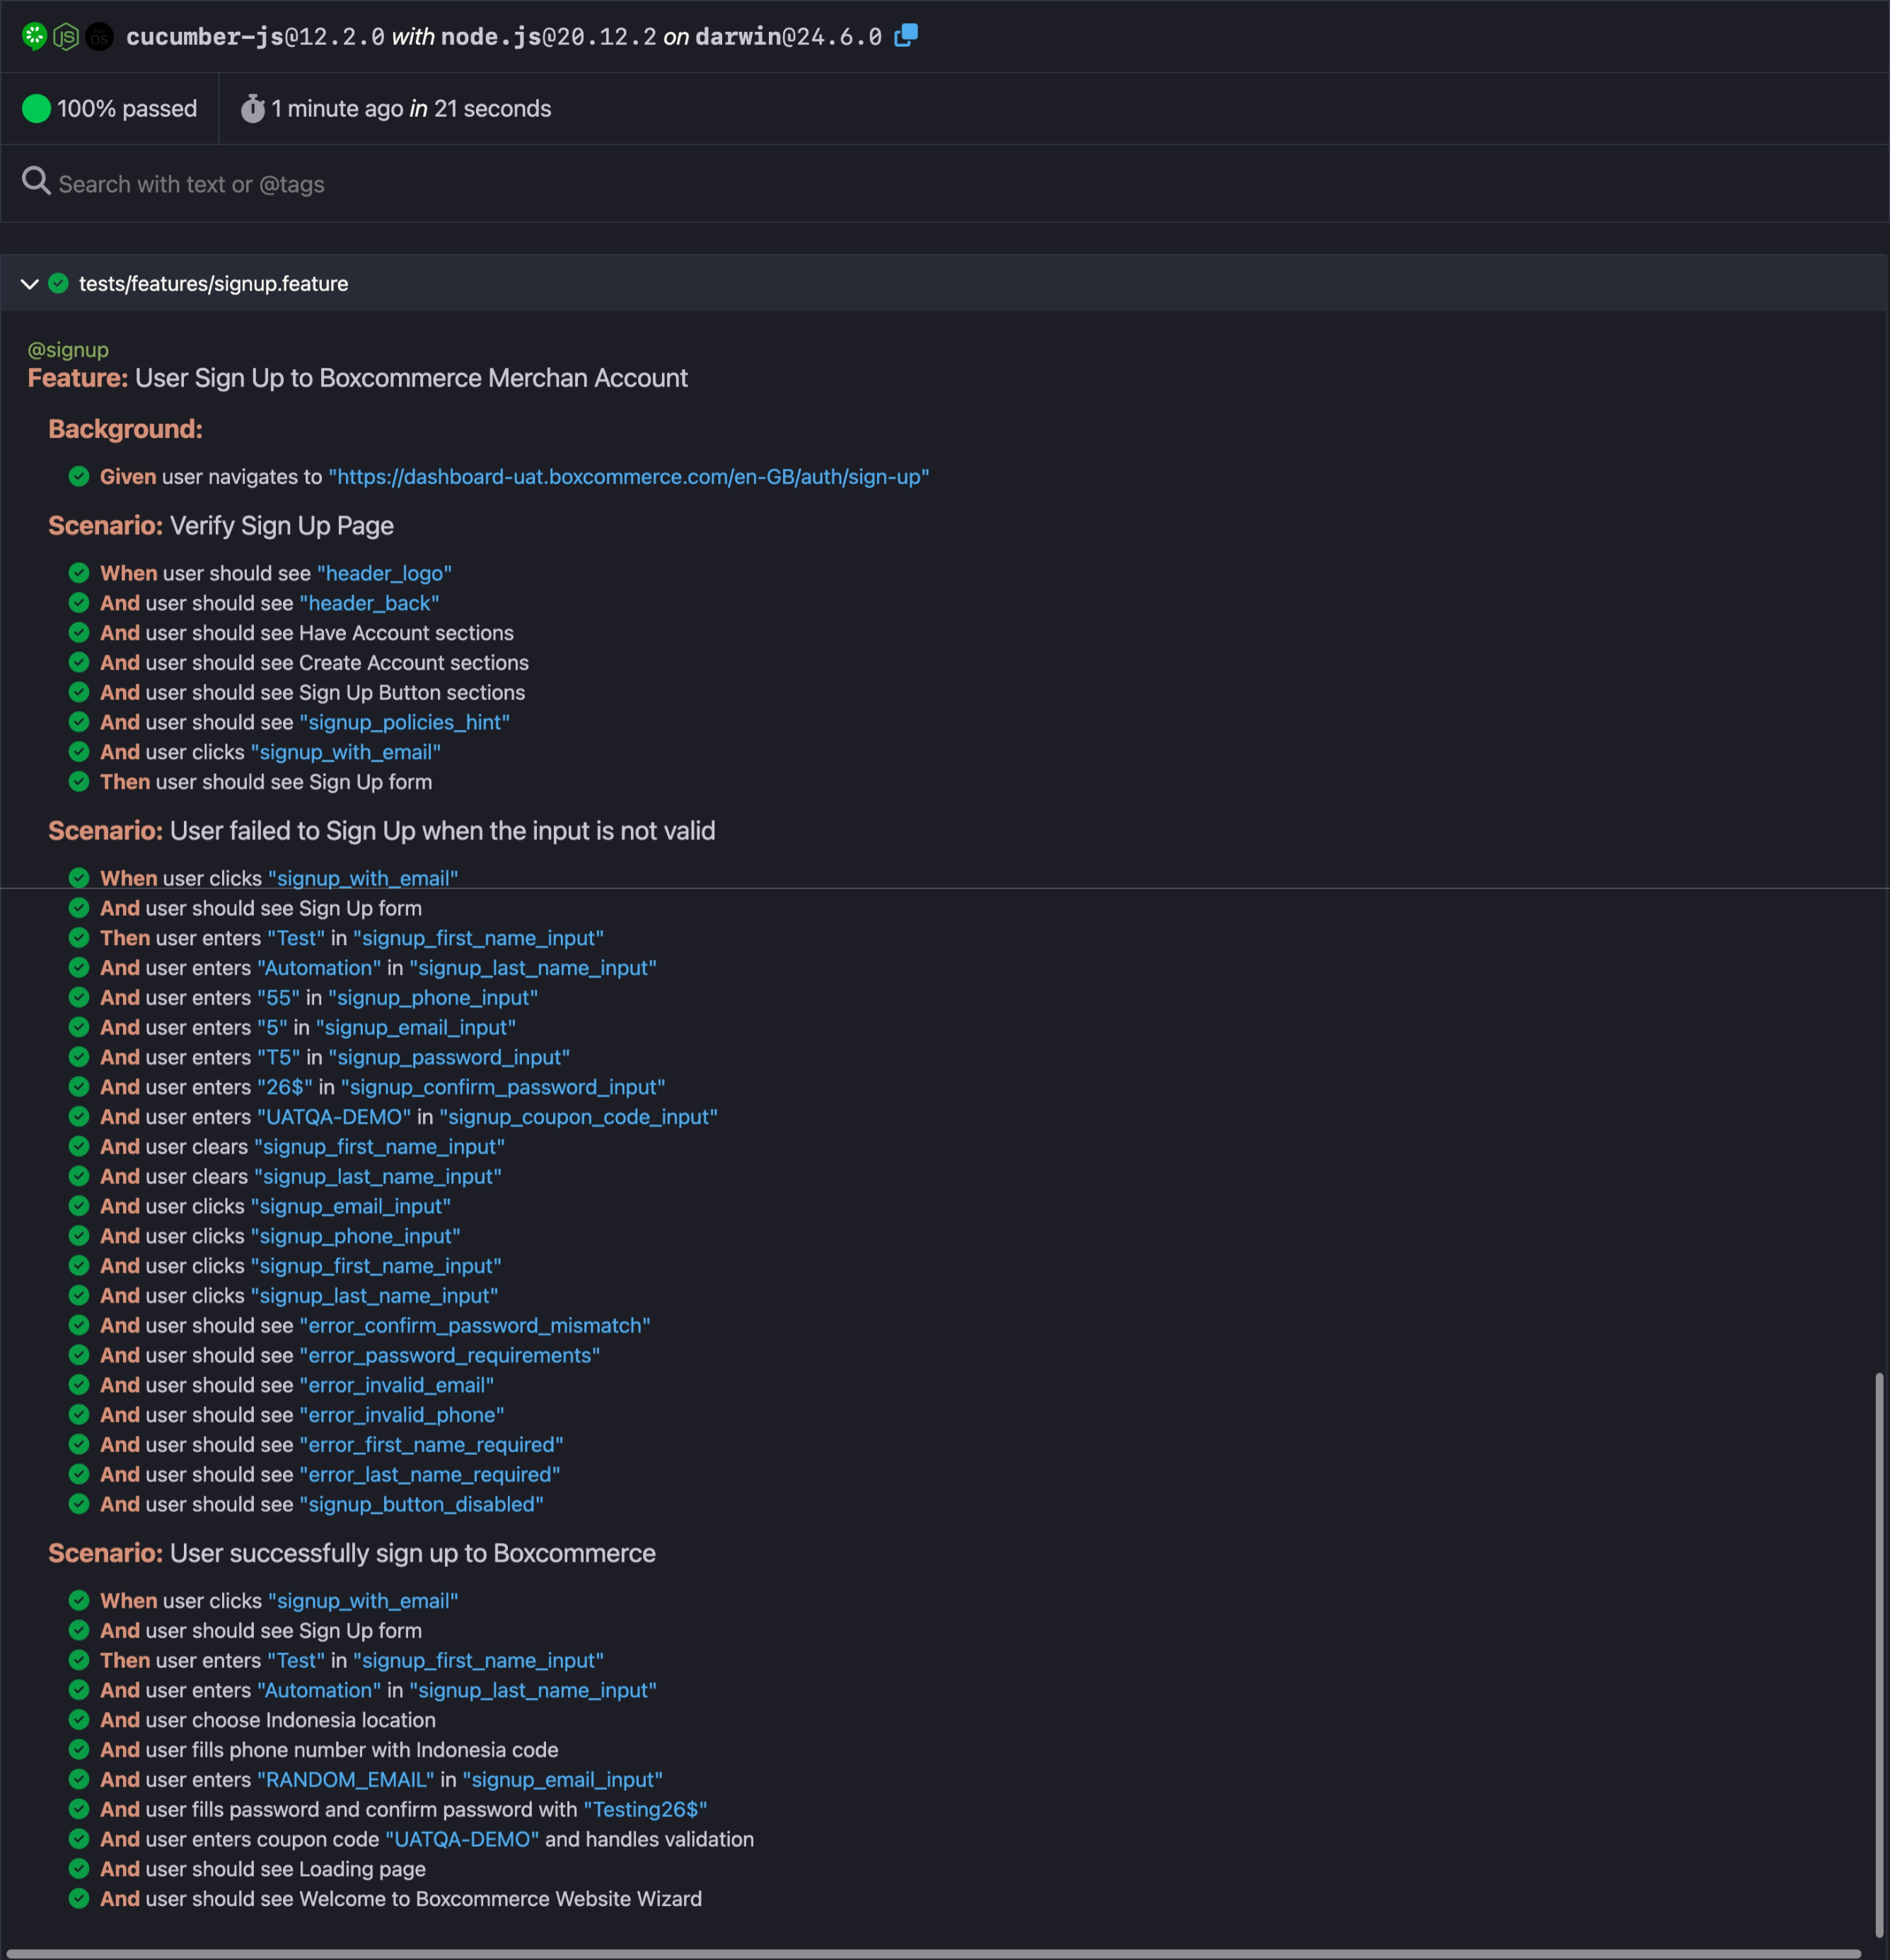 cucumber-js@12.2.0 with node.js@20.12.2 on darwin@24.6.0
100% passed
1 minute ago in 21 seconds
Search with text or @tags
tests/features/signup.feature
@signup
Feature: User Sign Up to Boxcommerce Merchan Account
Background:
Given user navigates to "https://dashboard-uat.boxcommerce.com/en-GB/auth/sign-up"
Scenario: Verify Sign Up Page
When user should see "header_logo"
And user should see "header_back"
And user should see Have Account sections
And user should see Create Account sections
And user should see Sign Up Button sections
And user should see "signup_policies_hint"
And user clicks "signup_with_email"
Then user should see Sign Up form
Scenario: User failed to Sign Up when the input is not valid
When user clicks "signup_with_email"
And user should see Sign Up form
Then user enters "Test" in "signup_first_name_input"
And user enters "Automation" in "signup_last_name_input"
And user enters "55" in "signup_phone_input"
And user enters "5" in "signup_email_input"
And user enters "T5" in "signup_password_input"
And user enters "26$" in "signup_confirm_password_input"
And user enters "UATQA-DEMO" in "signup_coupon_code_input"
And user clears "signup_first_name_input"
And user clears "signup_last_name_input"
And user clicks "signup_email_input"
And user clicks "signup_phone_input"
And user clicks "signup_first_name_input"
And user clicks "signup_last_name_input"
And user should see "error_confirm_password_mismatch"
And user should see "error_password_requirements"
And user should see "error_invalid_email"
And user should see "error_invalid_phone"
And user should see "error_first_name_required"
And user should see "error_last_name_required"
And user should see "signup_button_disabled"
Scenario: User successfully sign up to Boxcommerce
When user clicks "signup_with_email"
And user should see Sign Up form
Then user enters "Test" in "signup_first_name_input"
And user enters "Automation" in "signup_last_name_input"
And user choose Indonesia location
And user fills phone number with Indonesia code
And user enters "RANDOM_EMAIL" in "signup_email_input"
And user fills password and confirm password with "Testing26$"
And user enters coupon code "UATQA-DEMO" and handles validation
And user should see Loading page
And user should see Welcome to Boxcommerce Website Wizard